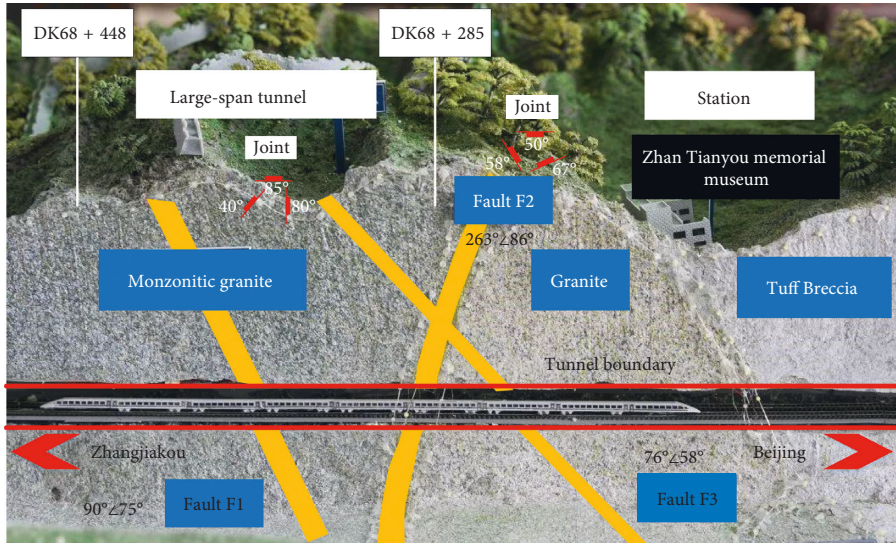 DK68 + 448
DK68 + 285
Large-span tunnel
Joint
Station
Joint
50°
58°
67°
Zhan Tianyou memorial
museum
85°
40°
80°
Fault F2
263°∠86°
Monzonitic granite
Granite
Tuff Breccia
Tunnel boundary
Zhangjiakou
76°∠58°
Beijing
90°∠75°
Fault F1
Fault F3